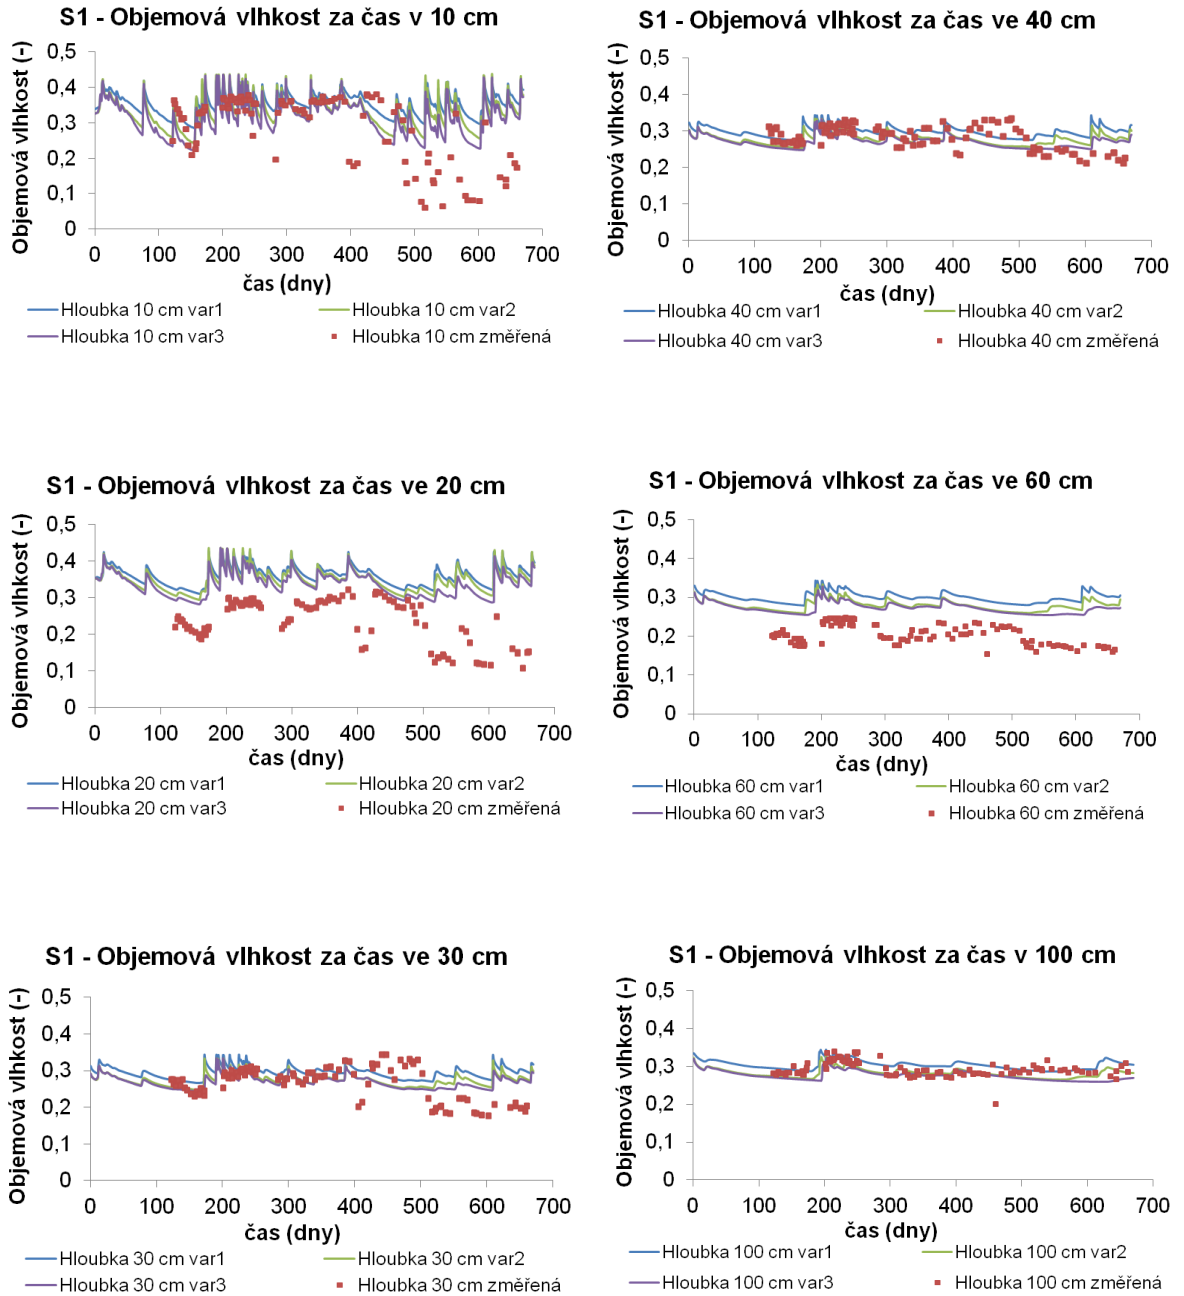 S1 - Objemová vlhkost za čas v 10 cm
Objemová vlhkost (-)
0,5
0,4
0,3
0,2
0,1
0
0 100 200 300 400 500 600 700
čas (dny)
Hloubka 10 cm var1 Hloubka 10 cm var2
Hloubka 10 cm var3 Hloubka 10 cm změřená
S1 - Objemová vlhkost za čas ve 40 cm
Objemová vlhkost (-)
0,5
0,4
0,3
0,2
0,1
0
0 100 200 300 400 500 600 700
čas (dny)
Hloubka 40 cm var1 Hloubka 40 cm var2
Hloubka 40 cm var3 Hloubka 40 cm změřená
S1 - Objemová vlhkost za čas ve 20 cm
Objemová vlhkost (-)
0,5
0,4
0,3
0,2
0,1
0
0 100 200 300 400 500 600 700
čas (dny)
Hloubka 20 cm var1 Hloubka 20 cm var2
Hloubka 20 cm var3 Hloubka 20 cm změřená
S1 - Objemová vlhkost za čas ve 60 cm
Objemová vlhkost (-)
0,5
0,4
0,3
0,2
0,1
0
0 100 200 300 400 500 600 700
čas (dny)
Hloubka 60 cm var1 Hloubka 60 cm var2
Hloubka 60 cm var3 Hloubka 60 cm změřená
S1 - Objemová vlhkost za čas ve 30 cm
Objemová vlhkost (-)
0,5
0,4
0,3
0,2
0,1
0
0 100 200 300 400 500 600 700
čas (dny)
Hloubka 30 cm var1 Hloubka 30 cm var2
Hloubka 30 cm var3 Hloubka 30 cm změřená
S1 - Objemová vlhkost za čas v 100 cm
Objemová vlhkost (-)
0,5
0,4
0,3
0,2
0,1
0
0 100 200 300 400 500 600 700
čas (dny)
Hloubka 100 cm var1 Hloubka 100 cm var2
Hloubka 100 cm var3 Hloubka 100 cm změřená